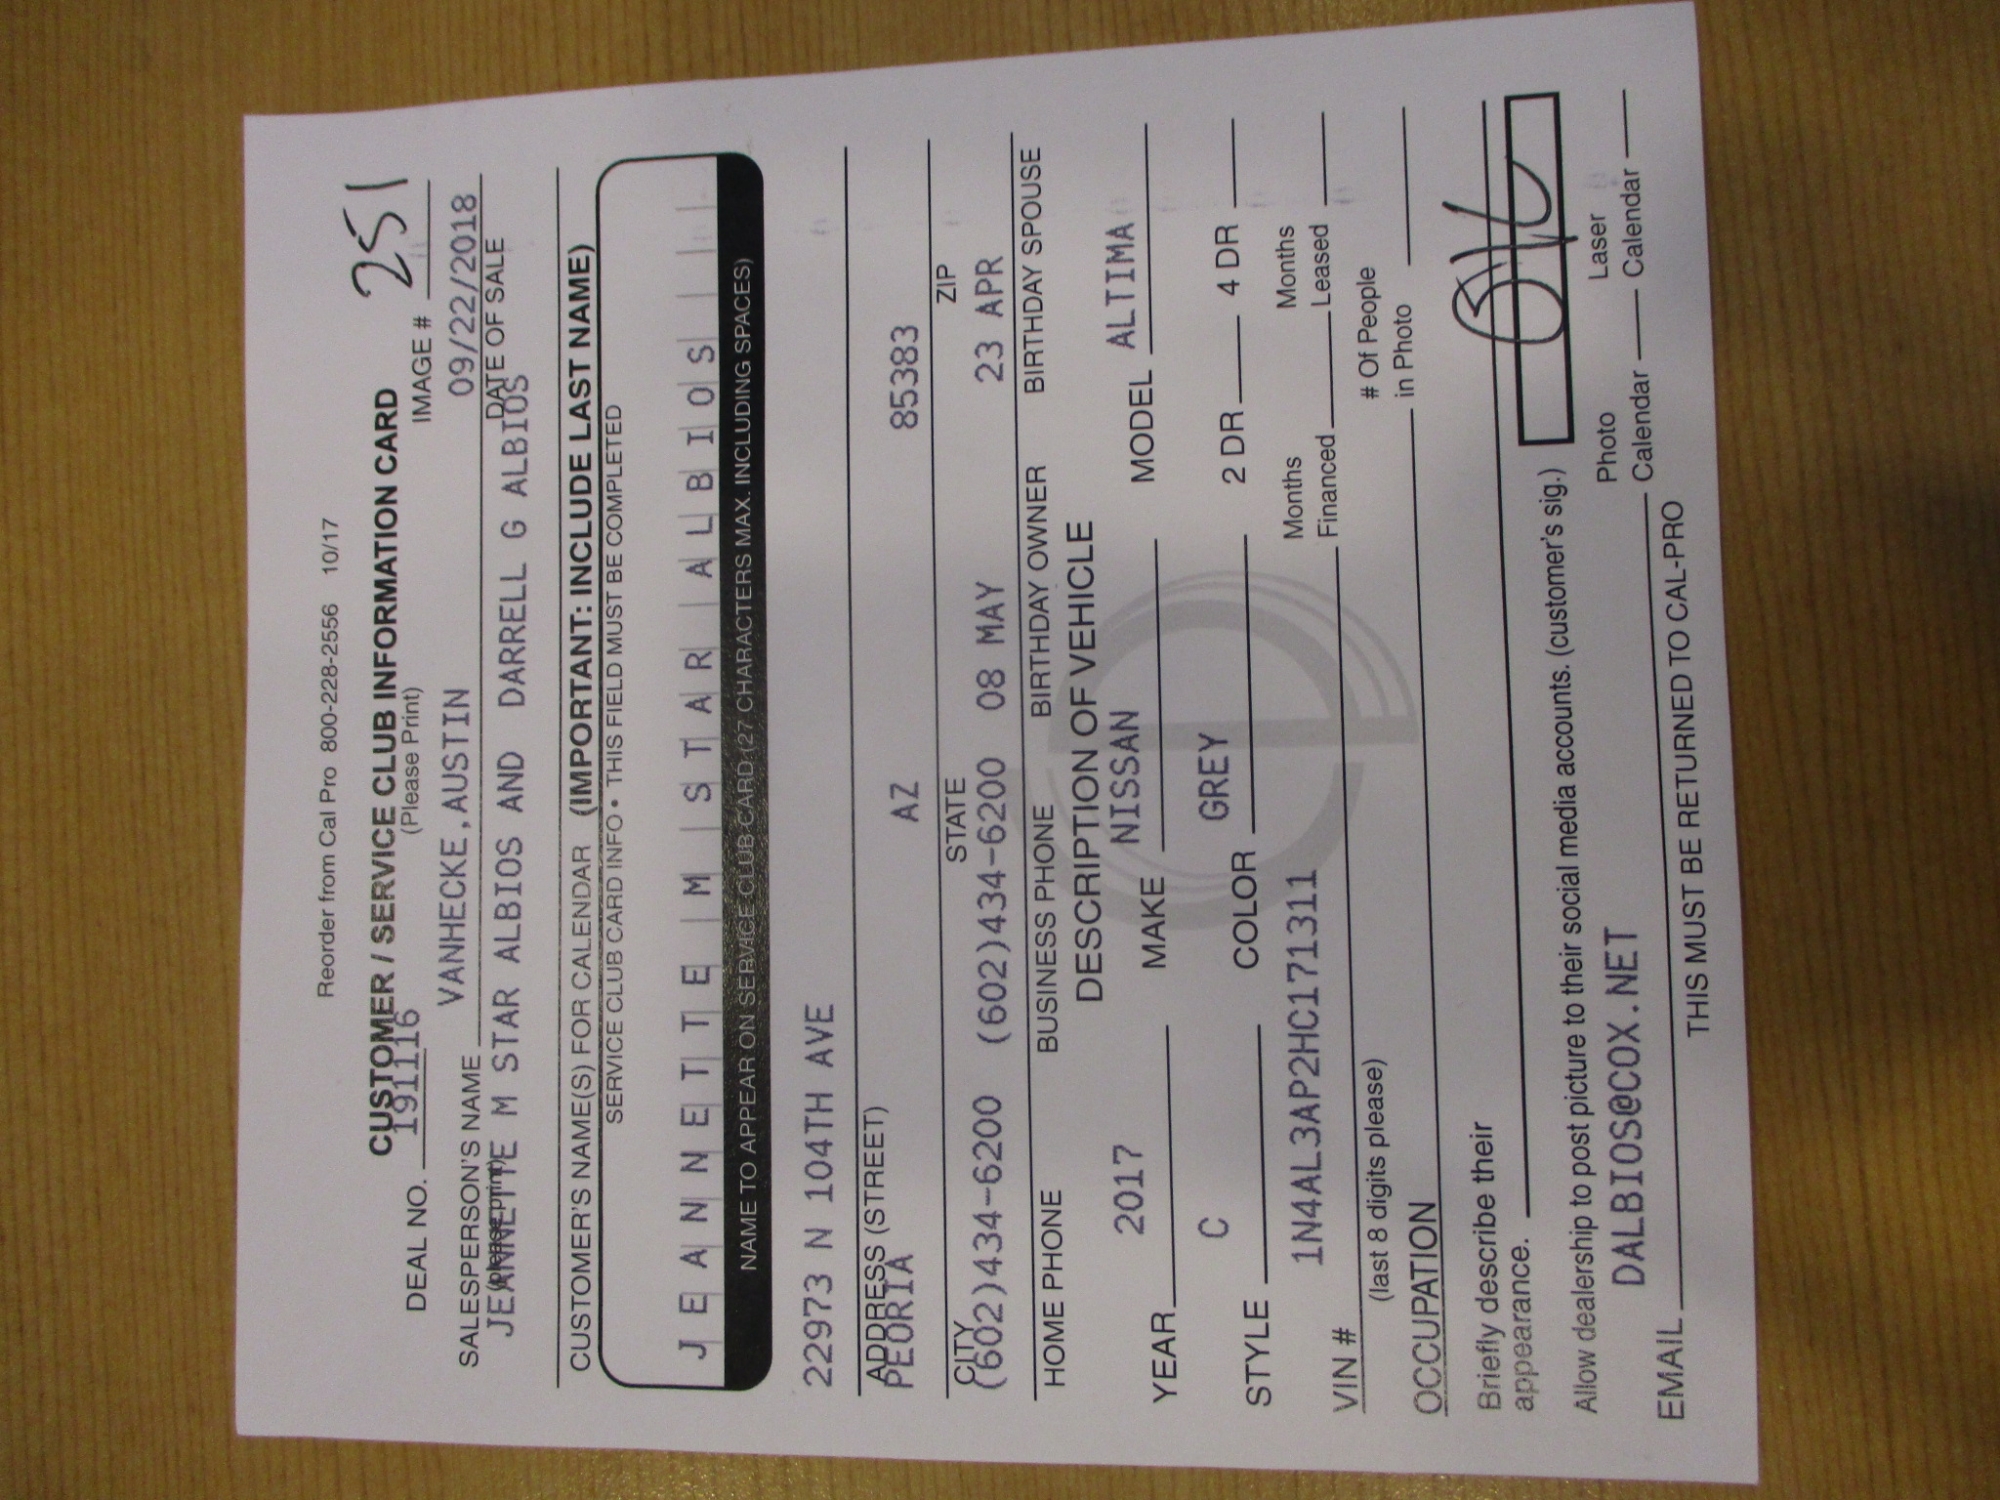 Reorder from Cal Pro 800-228-2556 10/17
CUSTOMER / SERVICE CLUB INFORMATION CARD
(Please Print)
DEAL NO. 191116 IMAGE # 251
SALESPERSON'S NAME VANHECKE,AUSTIN 09/22/2018
(please print) DATE OF SALE
JEANNETTE M STAR ALBIOS AND DARRELL G ALBIOS
CUSTOMER'S NAME(S) FOR CALENDAR (IMPORTANT: INCLUDE LAST NAME)
SERVICE CLUB CARD INFO • THIS FIELD MUST BE COMPLETED
JEANNETTE M STAR ALBIOS
NAME TO APPEAR ON SERVICE CLUB CARD (27 CHARACTERS MAX. INCLUDING SPACES)
22973 N 104TH AVE
ADDRESS (STREET)
PEORIA AZ 85383
CITY STATE ZIP
(602)434-6200 (602)434-6200 08 MAY 23 APR
HOME PHONE BUSINESS PHONE BIRTHDAY OWNER BIRTHDAY SPOUSE
DESCRIPTION OF VEHICLE
YEAR 2017 MAKE NISSAN MODEL ALTIMA
STYLE C COLOR GREY 2 DR 4 DR
VIN # 1N4AL3AP2HC171311 Months Financed Months Leased
(last 8 digits please)
OCCUPATION # Of People in Photo
Briefly describe their
appearance.
Allow dealership to post picture to their social media accounts. (customer's sig.)
EMAIL DALBIOS@COX.NET Photo Calendar Laser Calendar
THIS MUST BE RETURNED TO CAL-PRO